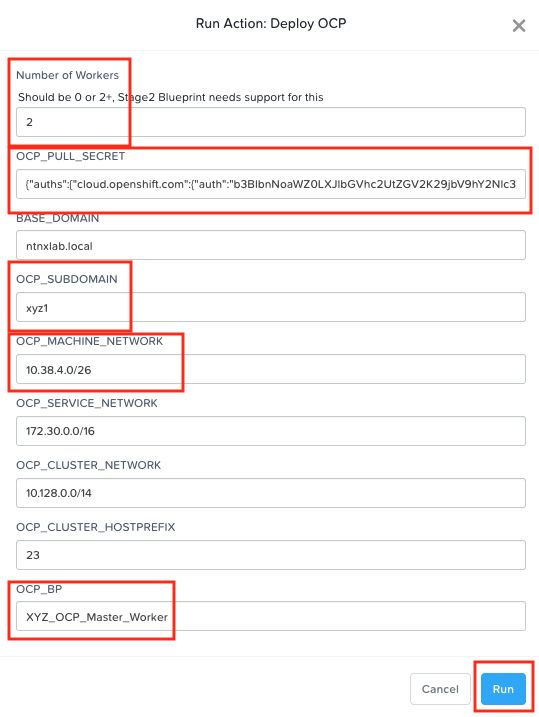 Run Action: Deploy OCP
Number of Workers
Should be 0 or 2+, Stage2 Blueprint needs support for this
2
OCP_PULL_SECRET
{"auths":{"cloud.openshift.com":{"auth":"b3BlbnNoaWZ0LXJlbGVhc2UtZGV2K29jbV9hY2Nlc3
BASE_DOMAIN
ntnxlab.local
OCP_SUBDOMAIN
xyz1
OCP_MACHINE_NETWORK
10.38.4.0/26
OCP_SERVICE_NETWORK
172.30.0.0/16
OCP_CLUSTER_NETWORK
10.128.0.0/14
OCP_CLUSTER_HOSTPREFIX
23
OCP_BP
XYZ_OCP_Master_Worker
Cancel Run